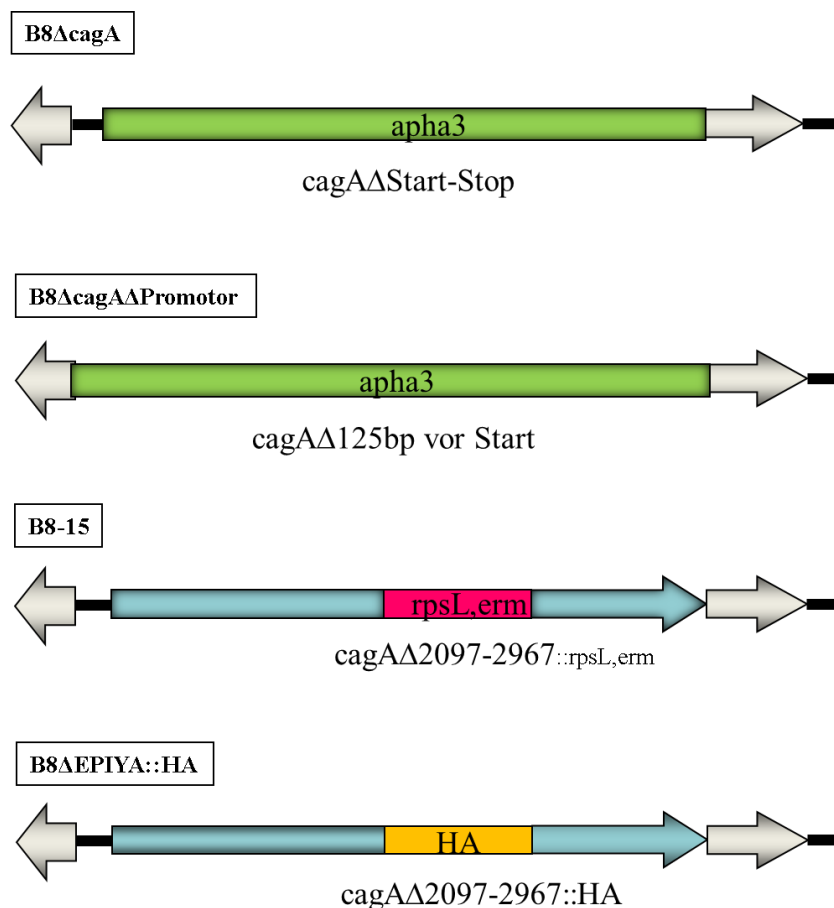 B8ΔcagA
apha3
cagAΔStart-Stop
B8ΔcagAΔPromotor
apha3
cagAΔ125bp vor Start
B8-15
rpsL,erm
cagAΔ2097-2967::rpsL,erm
B8ΔEPIYA::HA
HA
cagAΔ2097-2967::HA